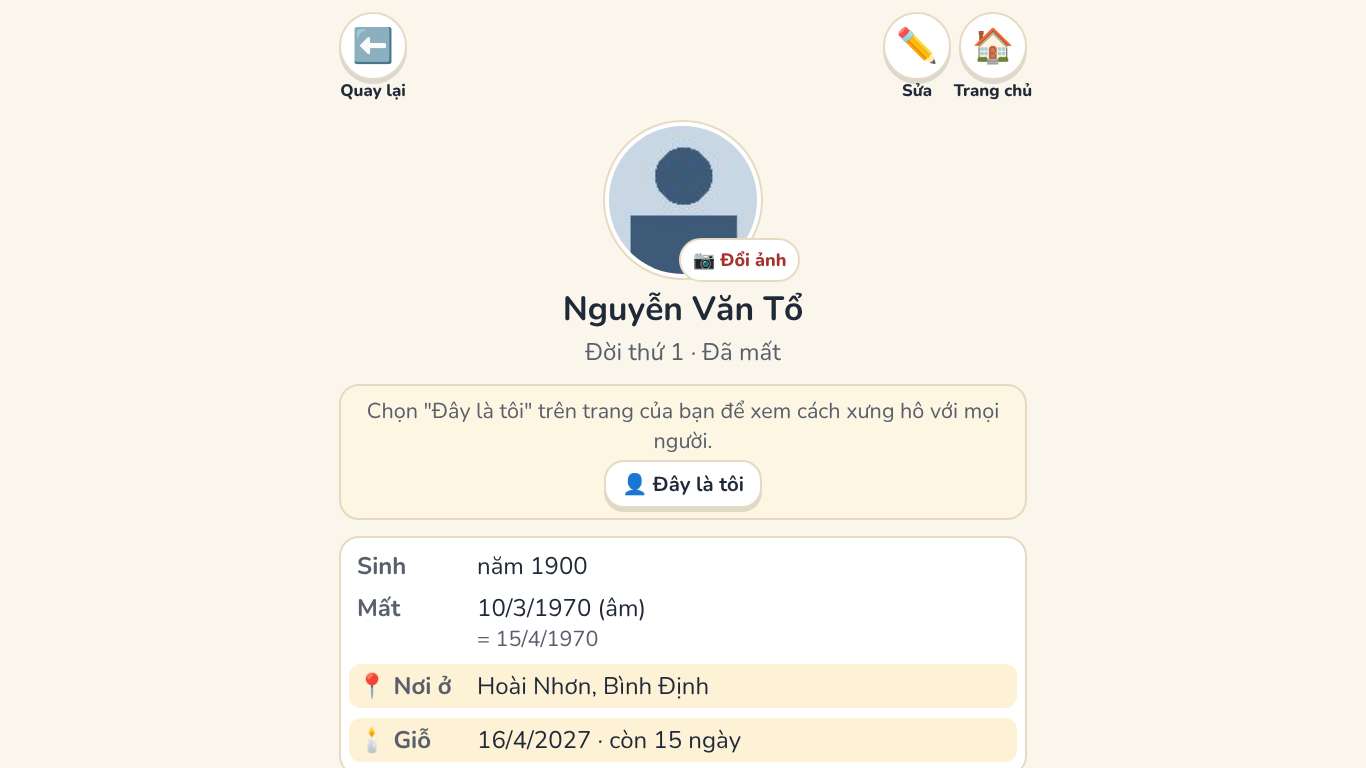 Quay lại
Sửa
Trang chủ
Đổi ảnh
Nguyễn Văn Tổ
Đời thứ 1 · Đã mất
Chọn "Đây là tôi" trên trang của bạn để xem cách xưng hô với mọi
người.
Đây là tôi
Sinh năm 1900
Mất 10/3/1970 (âm)
= 15/4/1970
Nơi ở Hoài Nhơn, Bình Định
Giỗ 16/4/2027 · còn 15 ngày